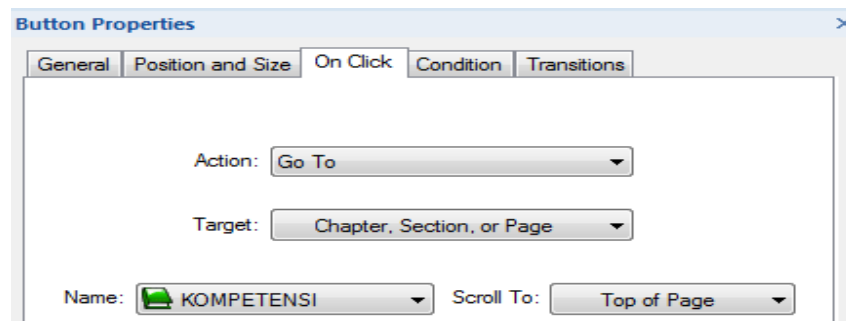 Button Properties
General Position and Size On Click Condition Transitions
Action: Go To
Target: Chapter, Section, or Page
Name: KOMPETENSI Scroll To: Top of Page